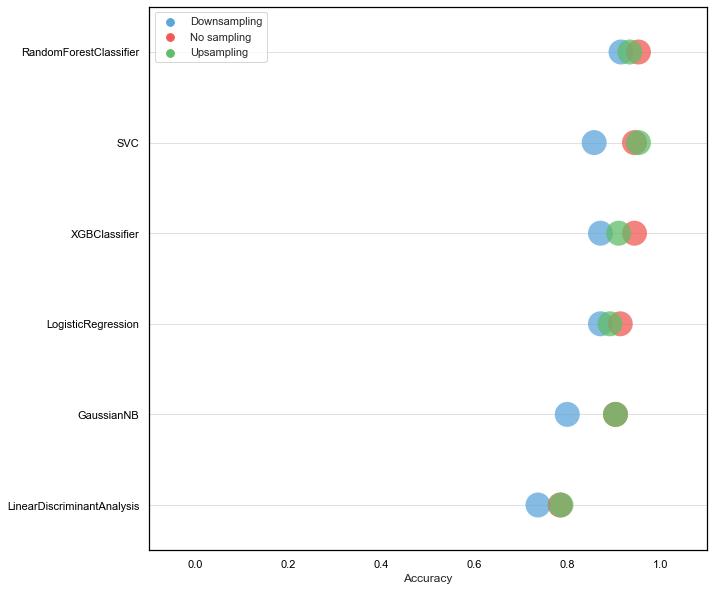 Downsampling
No sampling
Upsampling
RandomForestClassifier
SVC
XGBClassifier
LogisticRegression
GaussianNB
LinearDiscriminantAnalysis
0.0 0.2 0.4 0.6 0.8 1.0
Accuracy